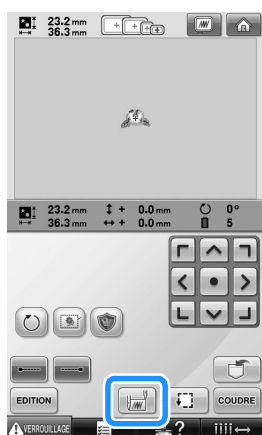 23.2 mm
36.3 mm
23.2 mm + 0.0 mm 0°
36.3 mm + 0.0 mm 5
EDITION
COUDRE
VERROUILLAGE ?